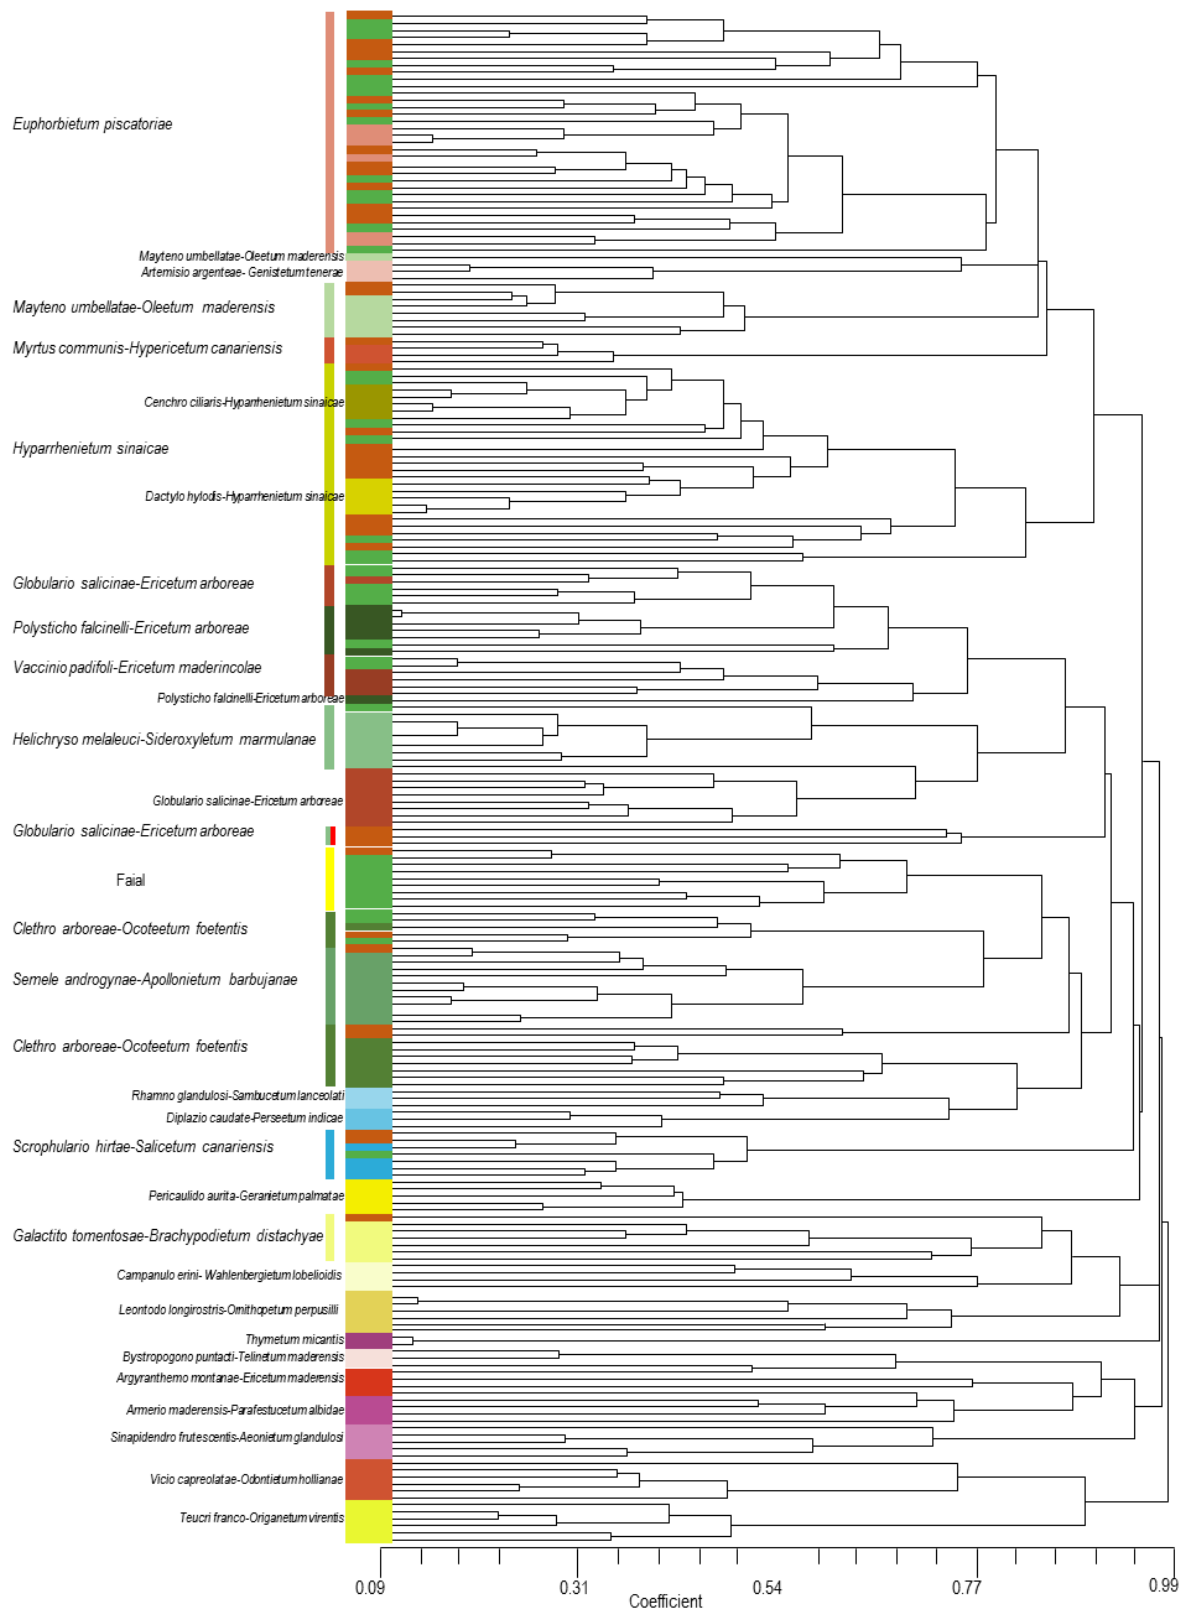 Euphorbietum piscatoriae
Mayteno umbellatae-Oleetum maderensis
Artemisio argenteae- Genistetum tenerae
Mayteno umbellatae-Oleetum maderensis
Myrtus communis-Hypericetum canariensis
Cenchro ciliaris-Hyparrhenietum sinaicae
Hyparrhenietum sinaicae
Dactylo hylodis-Hyparrhenietum sinaicae
Globulario salicinae-Ericetum arboreae
Polysticho falcinelli-Ericetum arboreae
Vaccinio padifoli-Ericetum maderincolae
Polysticho falcinelli-Ericetum arboreae
Helichryso melaleuci-Sideroxyletum marmulanae
Globulario salicinae-Ericetum arboreae
Globulario salicinae-Ericetum arboreae
Faial
Clethro arboreae-Ocoteetum foetentis
Semele androgynae-Apollonietum barbujanae
Clethro arboreae-Ocoteetum foetentis
Rhamno glandulosi-Sambucetum lanceolati
Diplazio caudate-Perseetum indicae
Scrophulario hirtae-Salicetum canariensis
Pericaulido aurita-Geranietum palmatae
Galactito tomentosae-Brachypodietum distachyae
Campanulo erini- Wahlenbergietum lobelioidis
Leontodo longirostris-Ornithopetum perpusilli
Thymetum micantis
Bystropogono puntacti-Telinetum maderensis
Argyranthemo montanae-Ericetum maderensis
Armerio maderensis-Parafestucetum albidae
Sinapidendro frutescentis-Aeonietum glandulosi
Vicio capreolatae-Odontietum hollianae
Teucri franco-Origanetum virentis
0.09 0.31 0.54 0.77 0.99
Coefficient